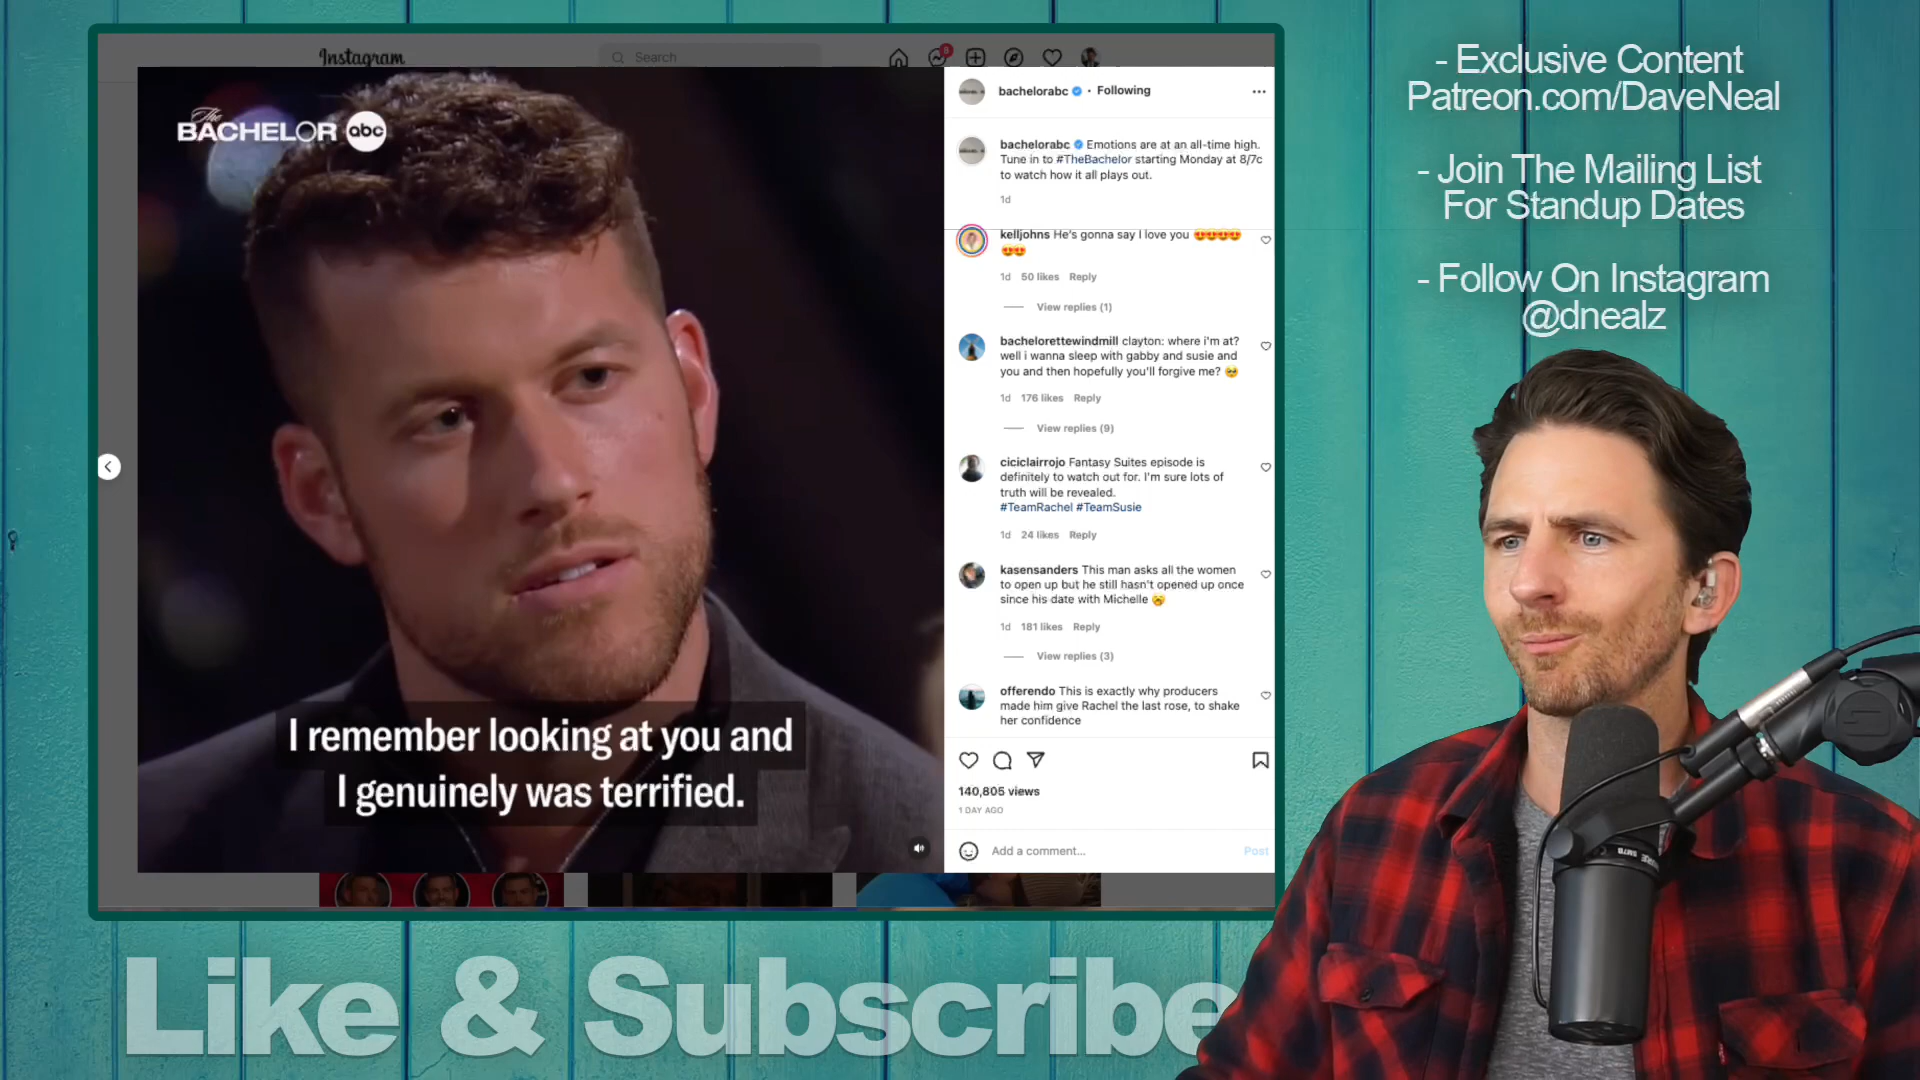 Instagram
Search
8
The
BACHELOR abc
I remember looking at you and
I genuinely was terrified.
bachelorabc • Following
bachelorabc Emotions are at an all-time high.
Tune in to #TheBachelor starting Monday at 8/7c
to watch how it all plays out.
1d
kelljohns He's gonna say I love you 😍😍😍😍
😍😍
1d 50 likes Reply
View replies (1)
bachelorettewindmill clayton: where i'm at?
well i wanna sleep with gabby and susie and
you and then hopefully you'll forgive me? 🥺
1d 176 likes Reply
View replies (9)
ciciclairrojo Fantasy Suites episode is
definitely to watch out for. I'm sure lots of
truth will be revealed.
#TeamRachel #TeamSusie
1d 24 likes Reply
kasensanders This man asks all the women
to open up but he still hasn't opened up once
since his date with Michelle
1d 181 likes Reply
View replies (3)
offerendo This is exactly why producers
made him give Rachel the last rose, to shake
her confidence
140,805 views
1 DAY AGO
Add a comment...
Post
- Exclusive Content
Patreon.com/DaveNeal
- Join The Mailing List
For Standup Dates
- Follow On Instagram
@dnealz
SM7B
Like & Subscribe